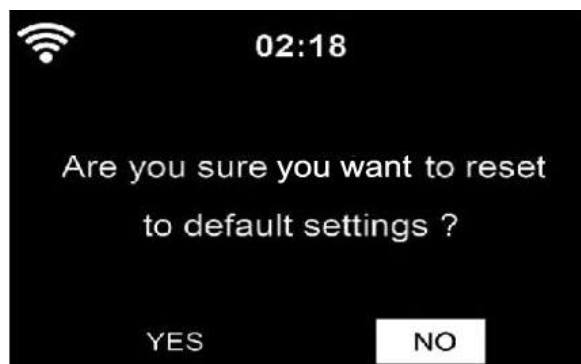 02:18
Are you sure you want to reset
to default settings ?
YES NO